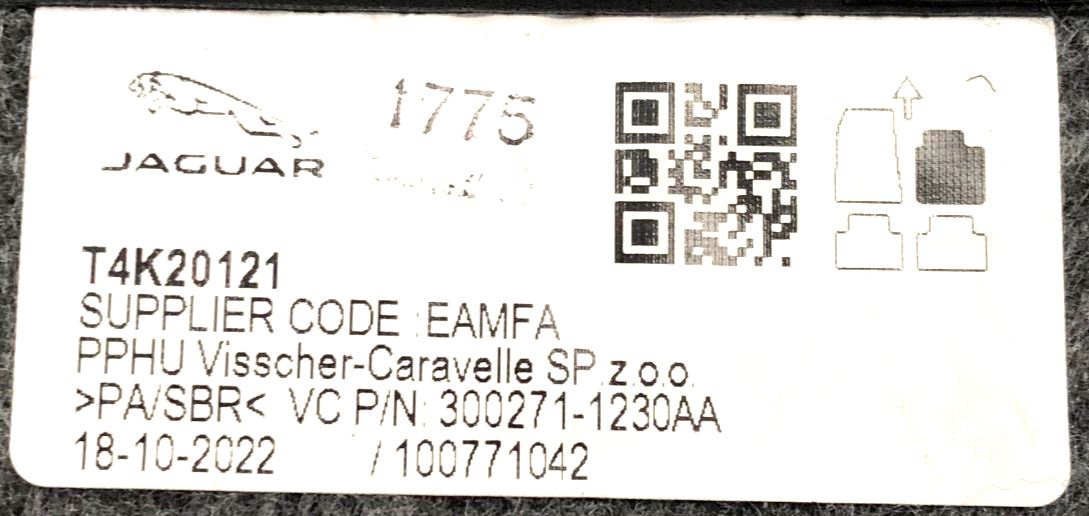 JAGUAR
1775
T4K20121
SUPPLIER CODE :EAMFA
PPHU Visscher-Caravelle SP.z.o.o.
>PA/SBR< VC P/N: 300271-1230AA
18-10-2022 / 100771042